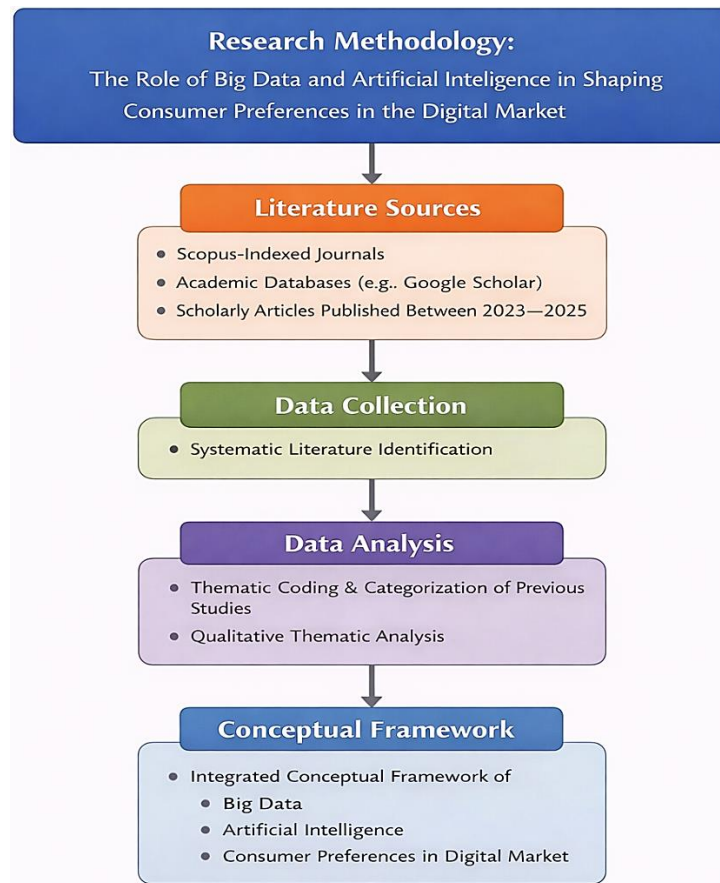 Research Methodology:
The Role of Big Data and Artificial Inteligence in Shaping
Consumer Preferences in the Digital Market
Literature Sources
• Scopus-Indexed Journals
• Academic Databases (e.g.. Google Scholar)
• Scholarly Articles Published Between 2023—2025
Data Collection
• Systematic Literature Identification
Data Analysis
• Thematic Coding & Categorization of Previous
Studies
• Qualitative Thematic Analysis
Conceptual Framework
• Integrated Conceptual Framework of
• Big Data
• Artificial Intelligence
• Consumer Preferences in Digital Market